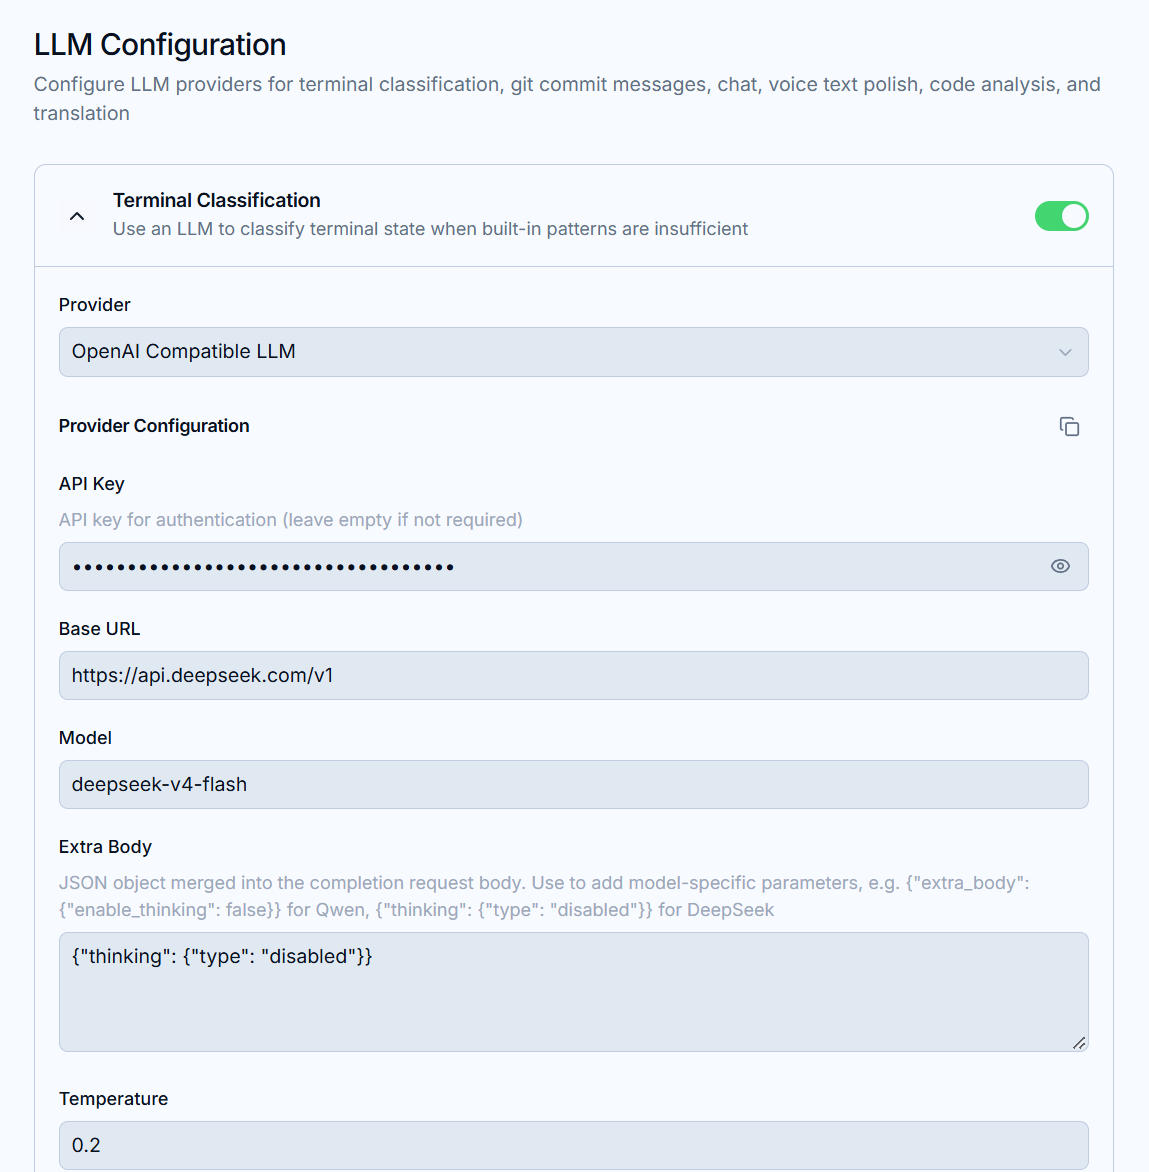 LLM Configuration
Configure LLM providers for terminal classification, git commit messages, chat, voice text polish, code analysis, and
translation
Terminal Classification
Use an LLM to classify terminal state when built-in patterns are insufficient
Provider
OpenAI Compatible LLM
Provider Configuration
API Key
API key for authentication (leave empty if not required)
•••••••••••••••••••••••••••••••••••
Base URL
https://api.deepseek.com/v1
Model
deepseek-v4-flash
Extra Body
JSON object merged into the completion request body. Use to add model-specific parameters, e.g. {"extra_body":
{"enable_thinking": false}} for Qwen, {"thinking": {"type": "disabled"}} for DeepSeek
{"thinking": {"type": "disabled"}}
Temperature
0.2